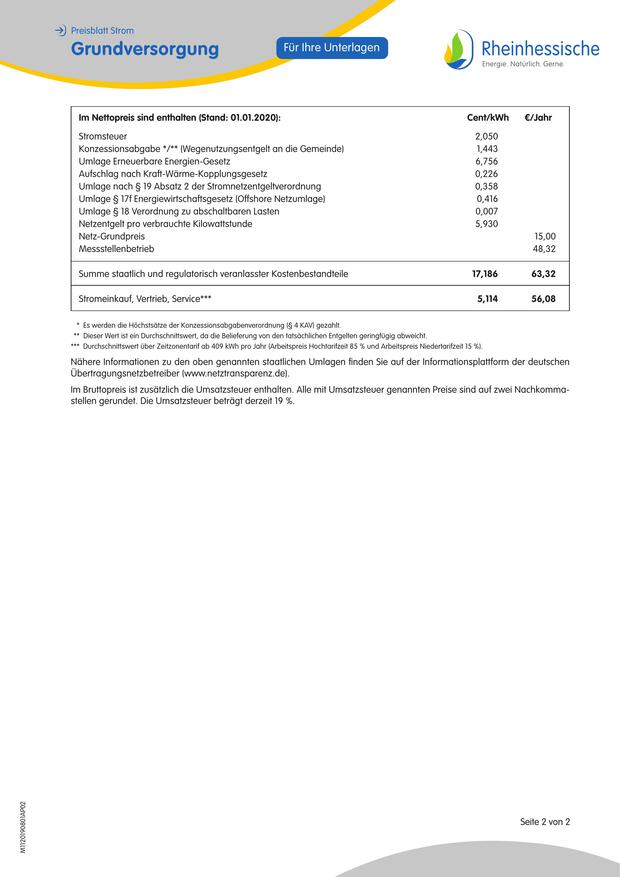 Preisblatt Strom
Grundversorgung
Für Ihre Unterlagen
Rheinhessische
Energie. Natürlich. Gerne.
Im Nettopreis sind enthalten (Stand: 01.01.2020): Cent/kWh €/Jahr
Stromsteuer 2,050
Konzessionsabgabe */** (Wegenutzungsentgelt an die Gemeinde) 1,443
Umlage Erneuerbare Energien-Gesetz 6,756
Aufschlag nach Kraft-Wärme-Kopplungsgesetz 0,226
Umlage nach § 19 Absatz 2 der Stromnetzentgeltverordnung 0,358
Umlage § 17f Energiewirtschaftsgesetz (Offshore Netzumlage) 0,416
Umlage § 18 Verordnung zu abschaltbaren Lasten 0,007
Netzentgelt pro verbrauchte Kilowattstunde 5,930
Netz-Grundpreis 15,00
Messstellenbetrieb 48,32
Summe staatlich und regulatorisch veranlasster Kostenbestandteile 17,186 63,32
Stromeinkauf, Vertrieb, Service*** 5,114 56,08
* Es werden die Höchstsätze der Konzessionsabgabenverordnung (§ 4 KAV) gezahlt.
** Dieser Wert ist ein Durchschnittswert, da die Belieferung von den tatsächlichen Entgelten geringfügig abweicht.
*** Durchschnittswert über Zeitzonentarif ab 409 kWh pro Jahr (Arbeitspreis Hochtarifzeit 85 % und Arbeitspreis Niedertarifzeit 15 %).
Nähere Informationen zu den oben genannten staatlichen Umlagen finden Sie auf der Informationsplattform der deutschen
Übertragungsnetzbetreiber (www.netztransparenz.de).
Im Bruttopreis ist zusätzlich die Umsatzsteuer enthalten. Alle mit Umsatzsteuer genannten Preise sind auf zwei Nachkomma-
stellen gerundet. Die Umsatzsteuer beträgt derzeit 19 %.
Seite 2 von 2
M1120190801AP02